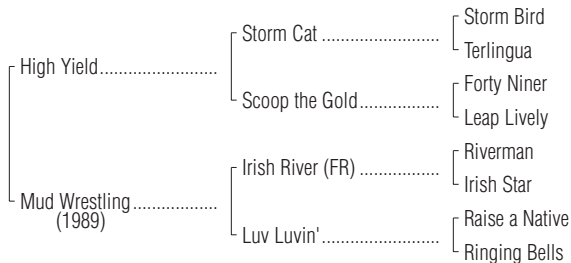 Storm Bird
Storm Cat ..........................
Terlingua
High Yield..........................
Forty Niner
Scoop the Gold..................
Leap Lively
Riverman
Irish River (FR) ..................
Irish Star
Mud Wrestling ...................
(1989)
Raise a Native
Luv Luvin'..........................
Ringing Bells